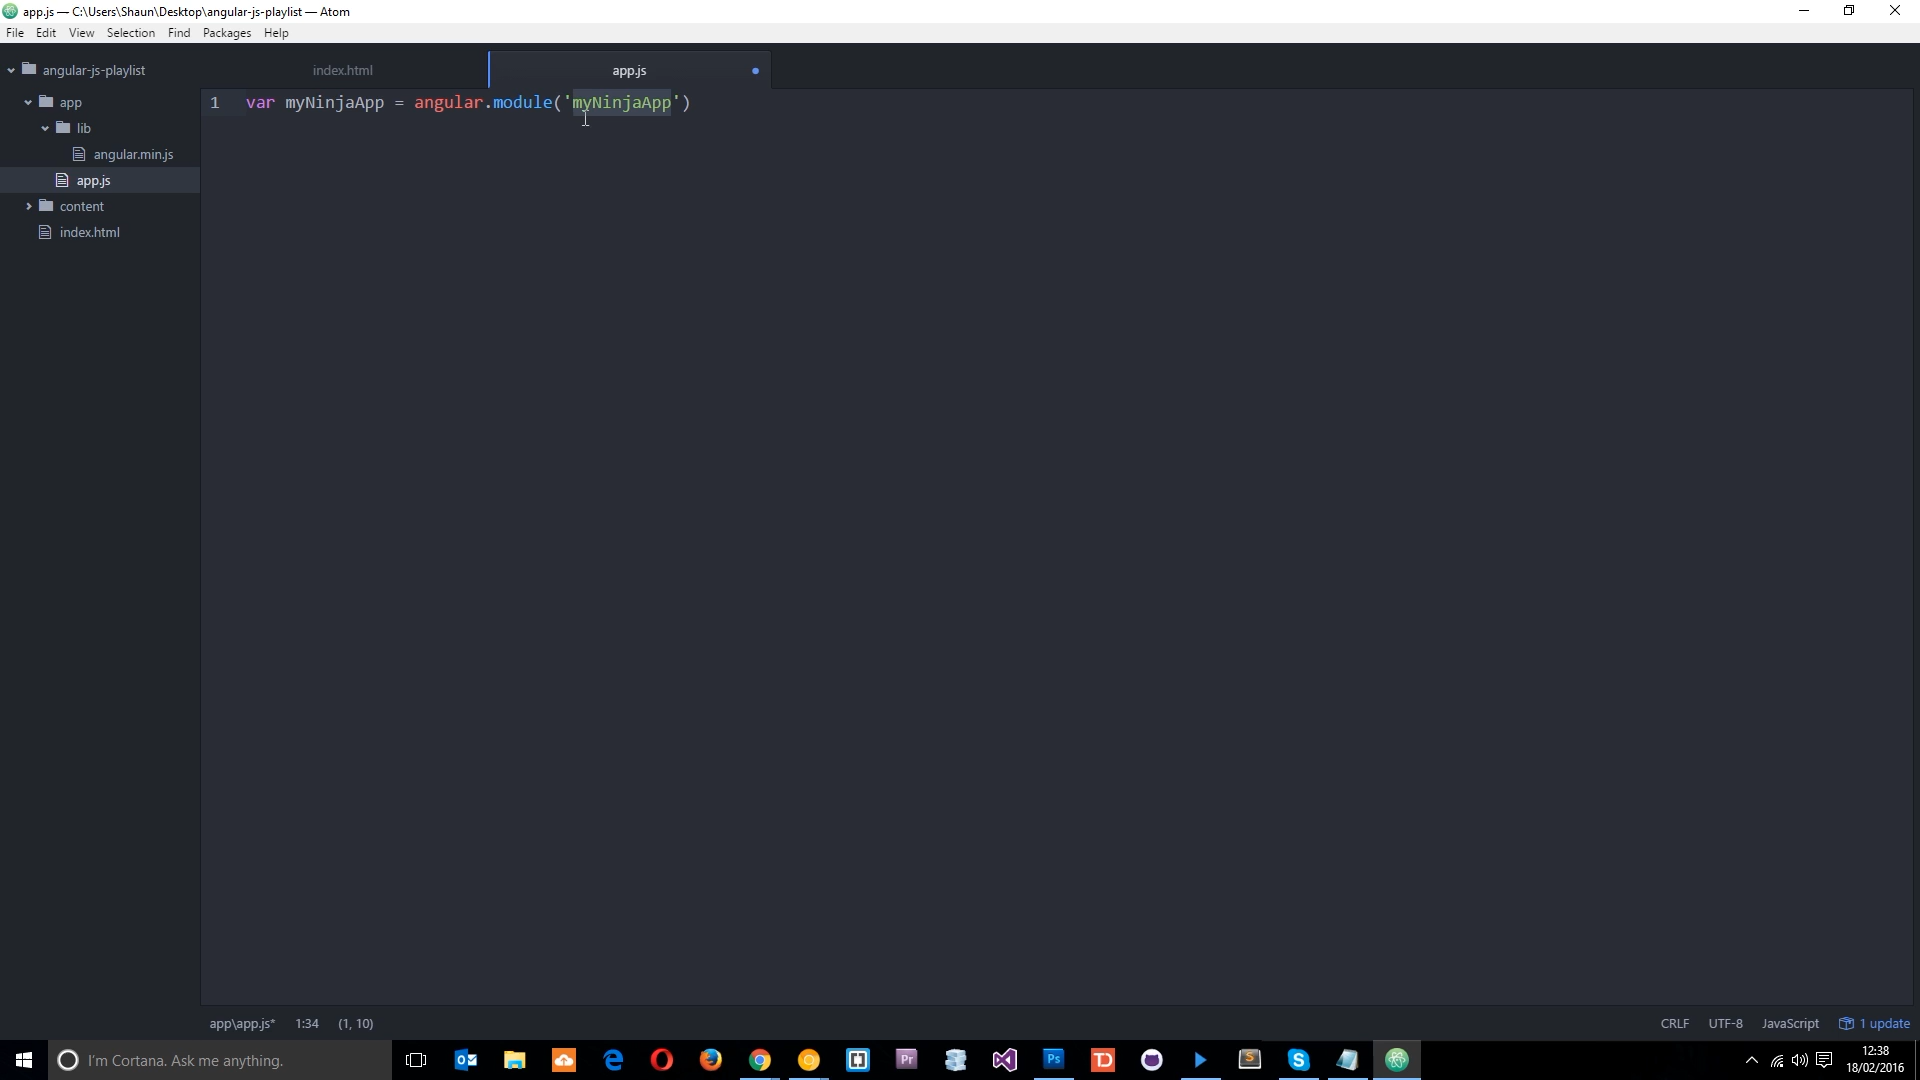 app.js — C:\Users\Shaun\Desktop\angular-js-playlist — Atom
File Edit View Selection Find Packages Help
angular-js-playlist
index.html
app.js
app
1 var myNinjaApp = angular.module('myNinjaApp')
lib
angular.min.js
app.js
content
index.html
app\app.js* 1:34 (1, 10)
CRLF UTF-8 JavaScript 1 update
I'm Cortana. Ask me anything.
Pr
Ps
12:38
18/02/2016